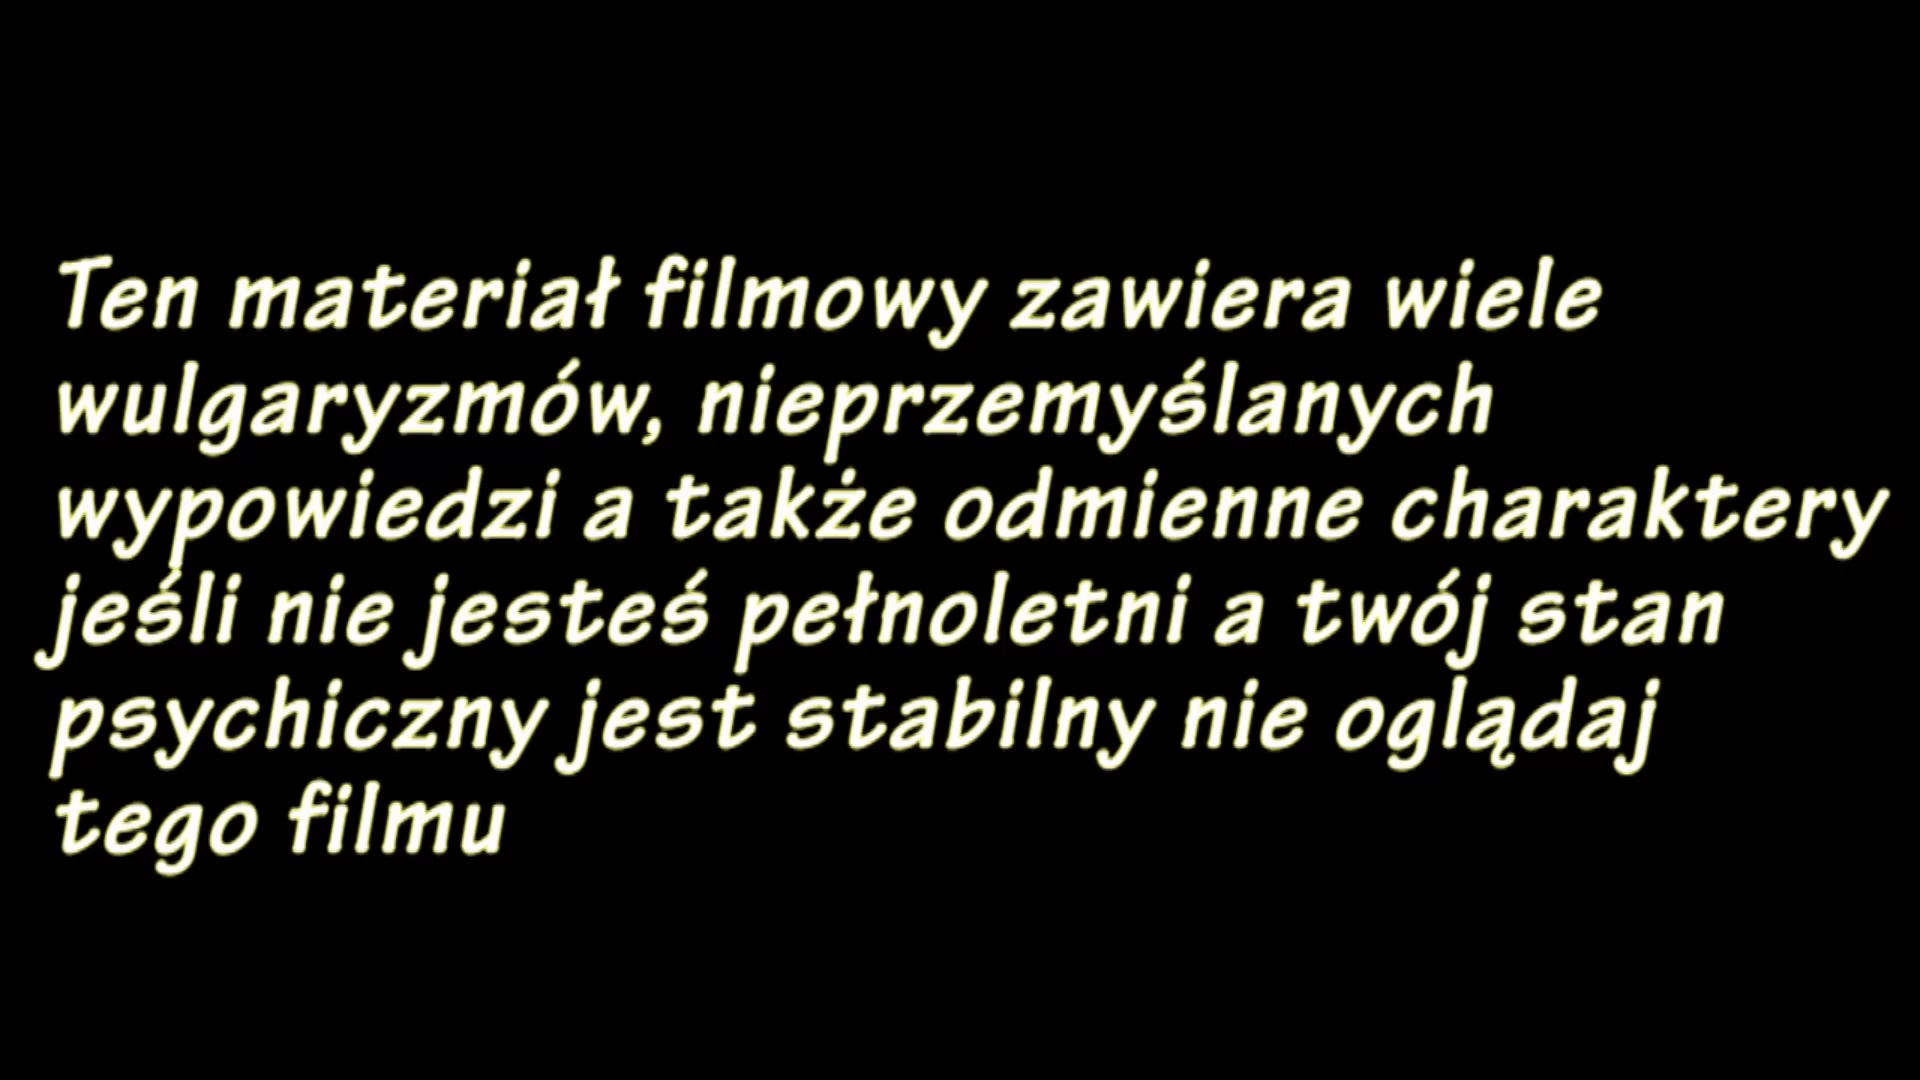 Ten materiał filmowy zawiera wiele
wulgaryzmów, nieprzemyślanych
wypowiedzi a także odmienne charaktery
jeśli nie jesteś pełnoletni a twój stan
psychiczny jest stabilny nie oglądaj
tego filmu